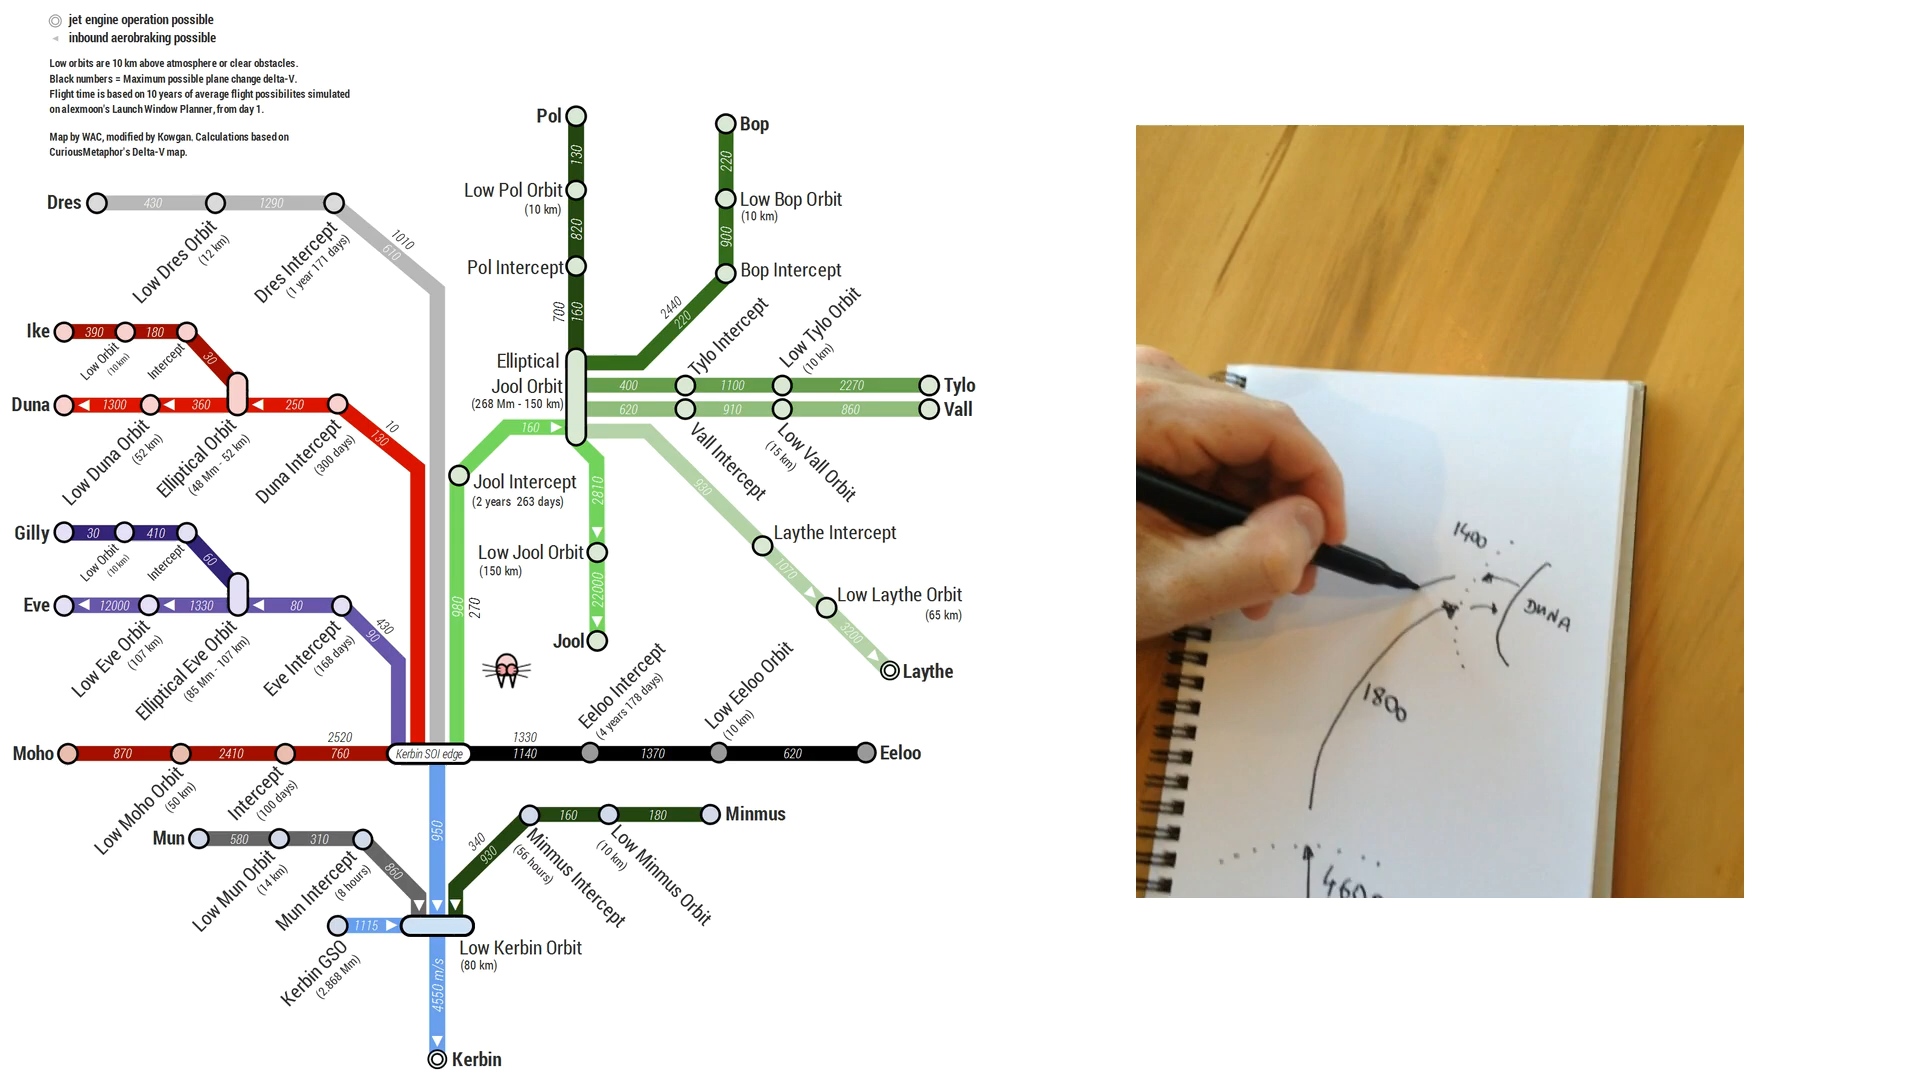 jet engine operation possible
inbound aerobraking possible
Low orbits are 10 km above atmosphere or clear obstacles.
Black numbers = Maximum possible plane change delta-V.
Flight time is based on 10 years of average flight possibilites simulated
on alexmoon's Launch Window Planner, from day 1.
Map by WAC, modified by Kowgan. Calculations based on
CuriousMetaphor's Delta-V map.
Dres
430
1290
Low Dres Orbit
(12 km)
Dres Intercept
(1 year 171 days)
1010
610
Ike
390
180
30
Low Orbit
(10 km)
Intercept
Duna
1300
360
250
10
130
Low Duna Orbit
(52 km)
Elliptical Orbit
(48 Mm - 52 km)
Duna Intercept
(300 days)
Gilly
30
410
60
Low Orbit
(10 km)
Intercept
Eve
12000
1330
80
430
90
Low Eve Orbit
(107 km)
Elliptical Eve Orbit
(85 Mm - 107 km)
Eve Intercept
(168 days)
Moho
870
2410
2520
760
Low Moho Orbit
(50 km)
Intercept
(100 days)
Kerbin SOI edge
Pol
130
Low Pol Orbit
(10 km)
820
Pol Intercept
700
160
Bop
220
Low Bop Orbit
(10 km)
900
Bop Intercept
2440
220
Elliptical
Jool Orbit
(268 Mm - 150 km)
400
Tylo Intercept
1100
Low Tylo Orbit
(10 km)
2270
Tylo
620
Vall Intercept
910
Low Vall Orbit
(15 km)
860
Vall
160
Jool Intercept
(2 years 263 days)
980
270
2810
Low Jool Orbit
(150 km)
22000
Jool
930
Laythe Intercept
1070
Low Laythe Orbit
(65 km)
3200
Laythe
1330
1140
Eeloo Intercept
(4 years 178 days)
1370
Low Eeloo Orbit
(10 km)
620
Eeloo
Mun
580
310
860
Low Mun Orbit
(14 km)
Mun Intercept
(8 hours)
950
340
930
Minmus Intercept
(56 hours)
160
Low Minmus Orbit
(10 km)
180
Minmus
Kerbin GSO
(2.868 Mm)
1115
Low Kerbin Orbit
(80 km)
4550 m/s
Kerbin
1400
DUNA
1800
460